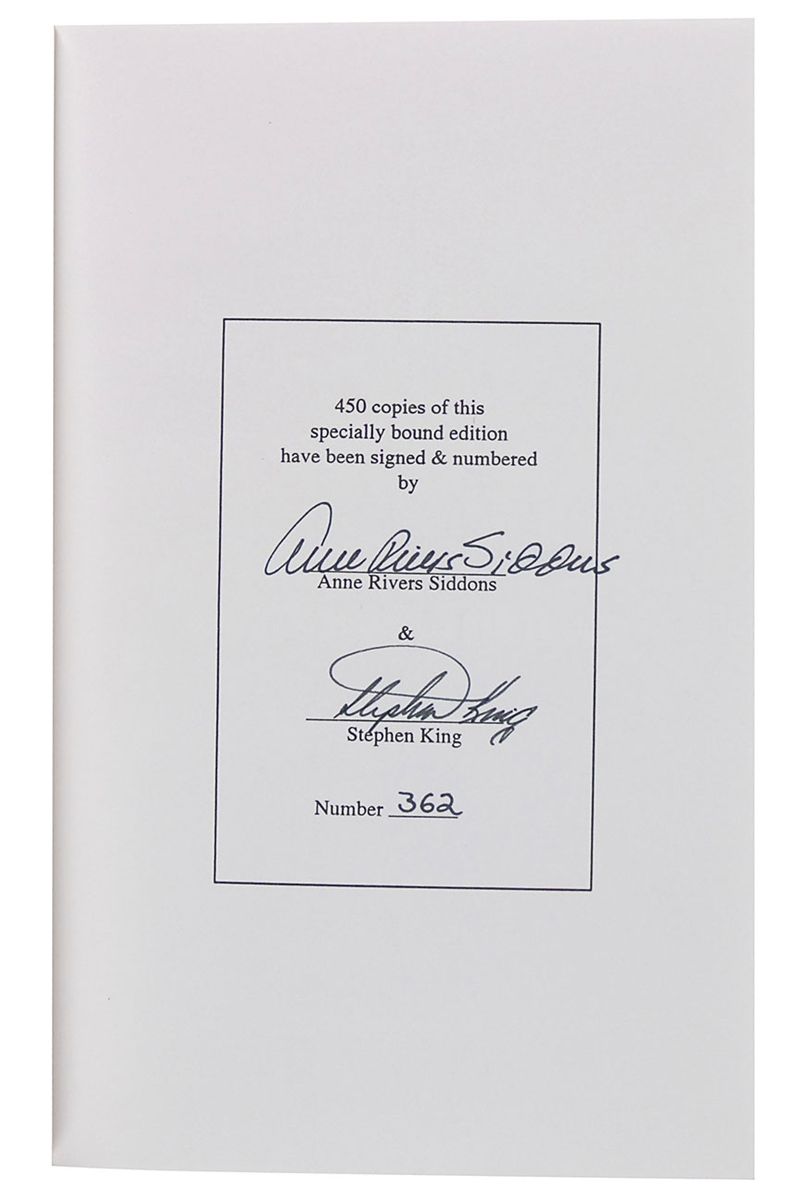 450 copies of this
specially bound edition
have been signed & numbered
by
Anne Rivers Siddons
Anne Rivers Siddons
&
Stephen King
Stephen King
Number 362